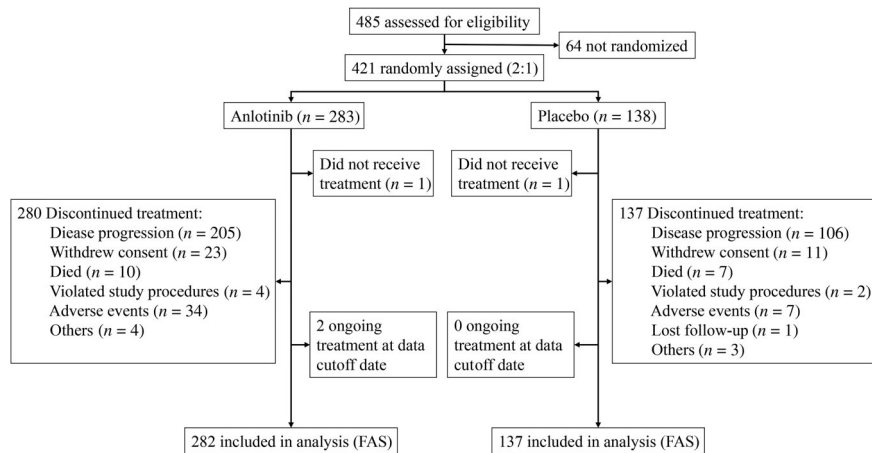 485 assessed for eligibility
64 not randomized
421 randomly assigned (2:1)
Anlotinib (n = 283)
Placebo (n = 138)
Did not receive
treatment (n = 1)
Did not receive
treatment (n = 1)
280 Discontinued treatment:
Diease progression (n = 205)
Withdrew consent (n = 23)
Died (n = 10)
Violated study procedures (n = 4)
Adverse events (n = 34)
Others (n = 4)
137 Discontinued treatment:
Disease progression (n = 106)
Withdrew consent (n = 11)
Died (n = 7)
Violated study procedures (n = 2)
Adverse events (n = 7)
Lost follow-up (n = 1)
Others (n = 3)
2 ongoing
treatment at data
cutoff date
0 ongoing
treatment at data
cutoff date
282 included in analysis (FAS)
137 included in analysis (FAS)